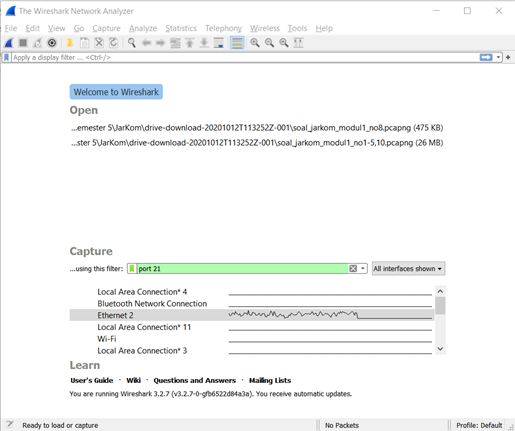 The Wireshark Network Analyzer
File Edit View Go Capture Analyze Statistics Telephony Wireless Tools Help
Apply a display filter ... <Ctrl-/>
Welcome to Wireshark
Open
...emester 5\JarKom\drive-download-20201012T113252Z-001\soal_jarkom_modul1_no8.pcapng (475 KB)
...ster 5\JarKom\drive-download-20201012T113252Z-001\soal_jarkom_modul1_no1-5,10.pcapng (26 MB)
Capture
...using this filter: port 21 All interfaces shown
Local Area Connection* 4
Bluetooth Network Connection
Ethernet 2
Local Area Connection* 11
Wi-Fi
Local Area Connection* 3
Learn
User's Guide · Wiki · Questions and Answers · Mailing Lists
You are running Wireshark 3.2.7 (v3.2.7-0-gfb6522d84a3a). You receive automatic updates.
Ready to load or capture No Packets Profile: Default